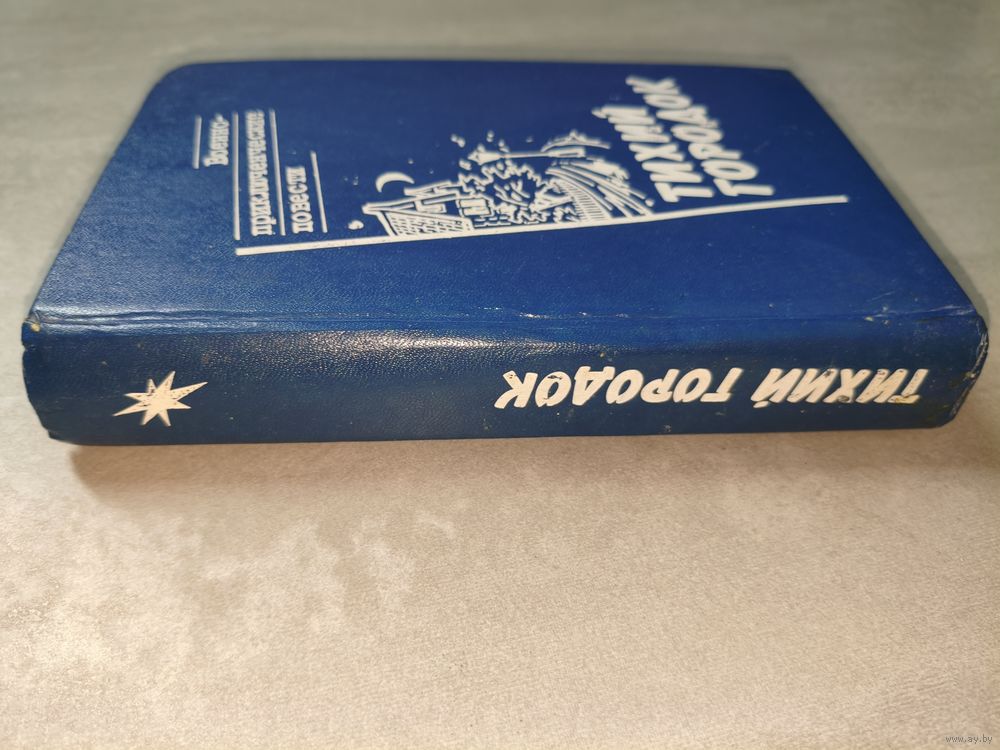 ТИХИЙ
ГОРОДОК
Военно-
приключенческие
повести
ТИХИЙ ГОРОДОК
www.ay.by